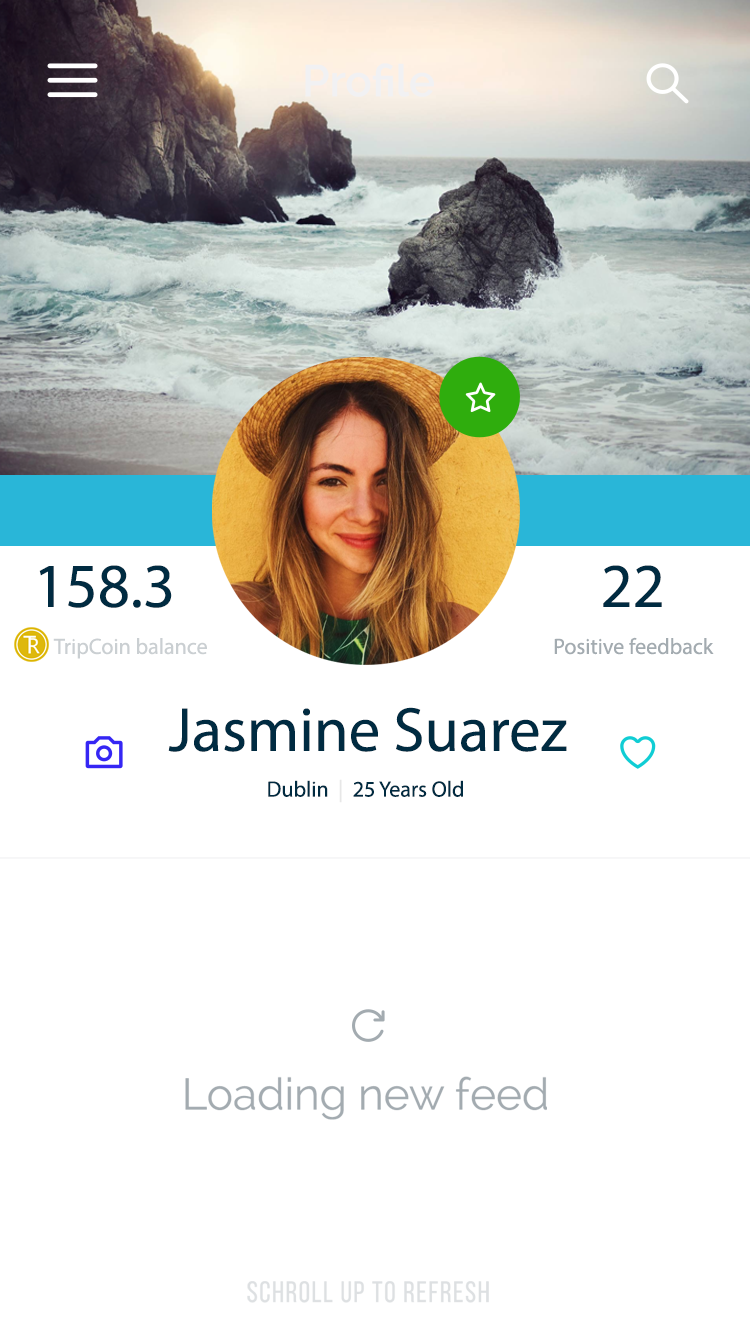 Profile
158.3
22
TR TripCoin balance
Positive feedback
Jasmine Suarez
Dublin | 25 Years Old
Loading new feed
SCHROLL UP TO REFRESH